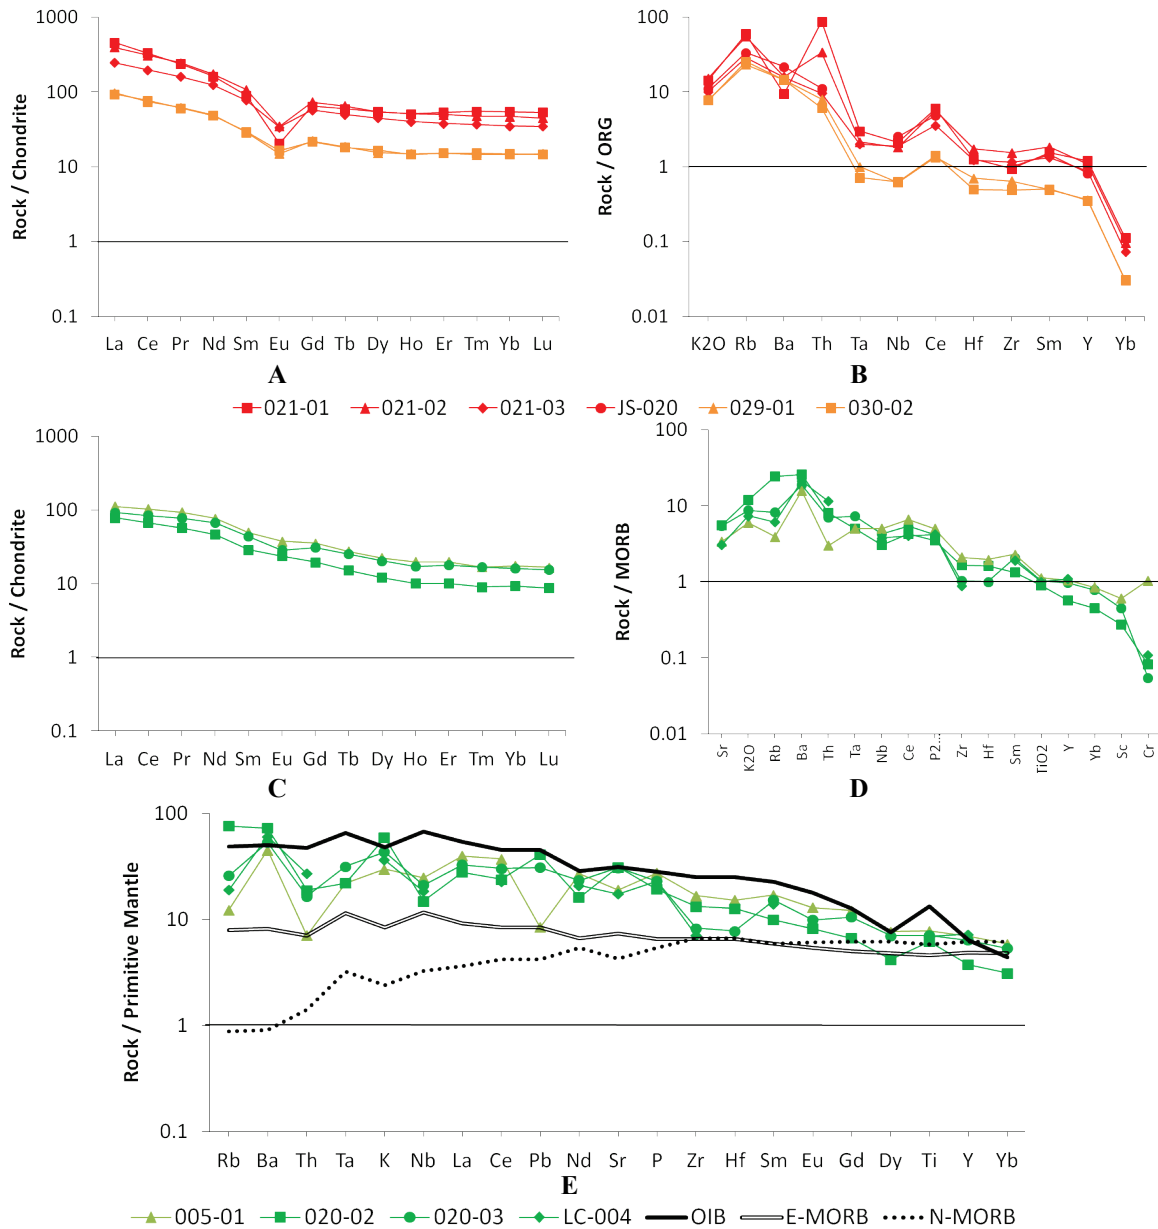 1000
100
10
1
0.1
Rock / Chondrite
La Ce Pr Nd Sm Eu Gd Tb Dy Ho Er Tm Yb Lu
A
100
10
1
0.1
0.01
Rock / ORG
K2O Rb Ba Th Ta Nb Ce Hf Zr Sm Y Yb
B
021-01 021-02 021-03 JS-020 029-01 030-02
1000
100
10
1
0.1
Rock / Chondrite
La Ce Pr Nd Sm Eu Gd Tb Dy Ho Er Tm Yb Lu
C
100
10
1
0.1
0.01
Rock / MORB
Sr K2O Rb Ba Th Ta Nb Ce P2... Zr Hf Sm TiO2 Y Yb Sc Cr
D
100
10
1
0.1
Rock / Primitive Mantle
Rb Ba Th Ta K Nb La Ce Pb Nd Sr P Zr Hf Sm Eu Gd Dy Ti Y Yb
E
005-01 020-02 020-03 LC-004 OIB E-MORB N-MORB